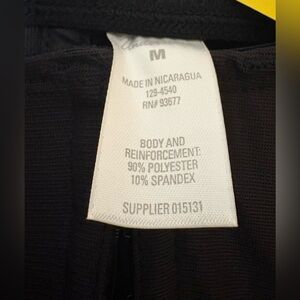 M
MADE IN NICARAGUA
129-4540
RN# 93677
BODY AND
REINFORCEMENT:
90% POLYESTER
10% SPANDEX
SUPPLIER 015131